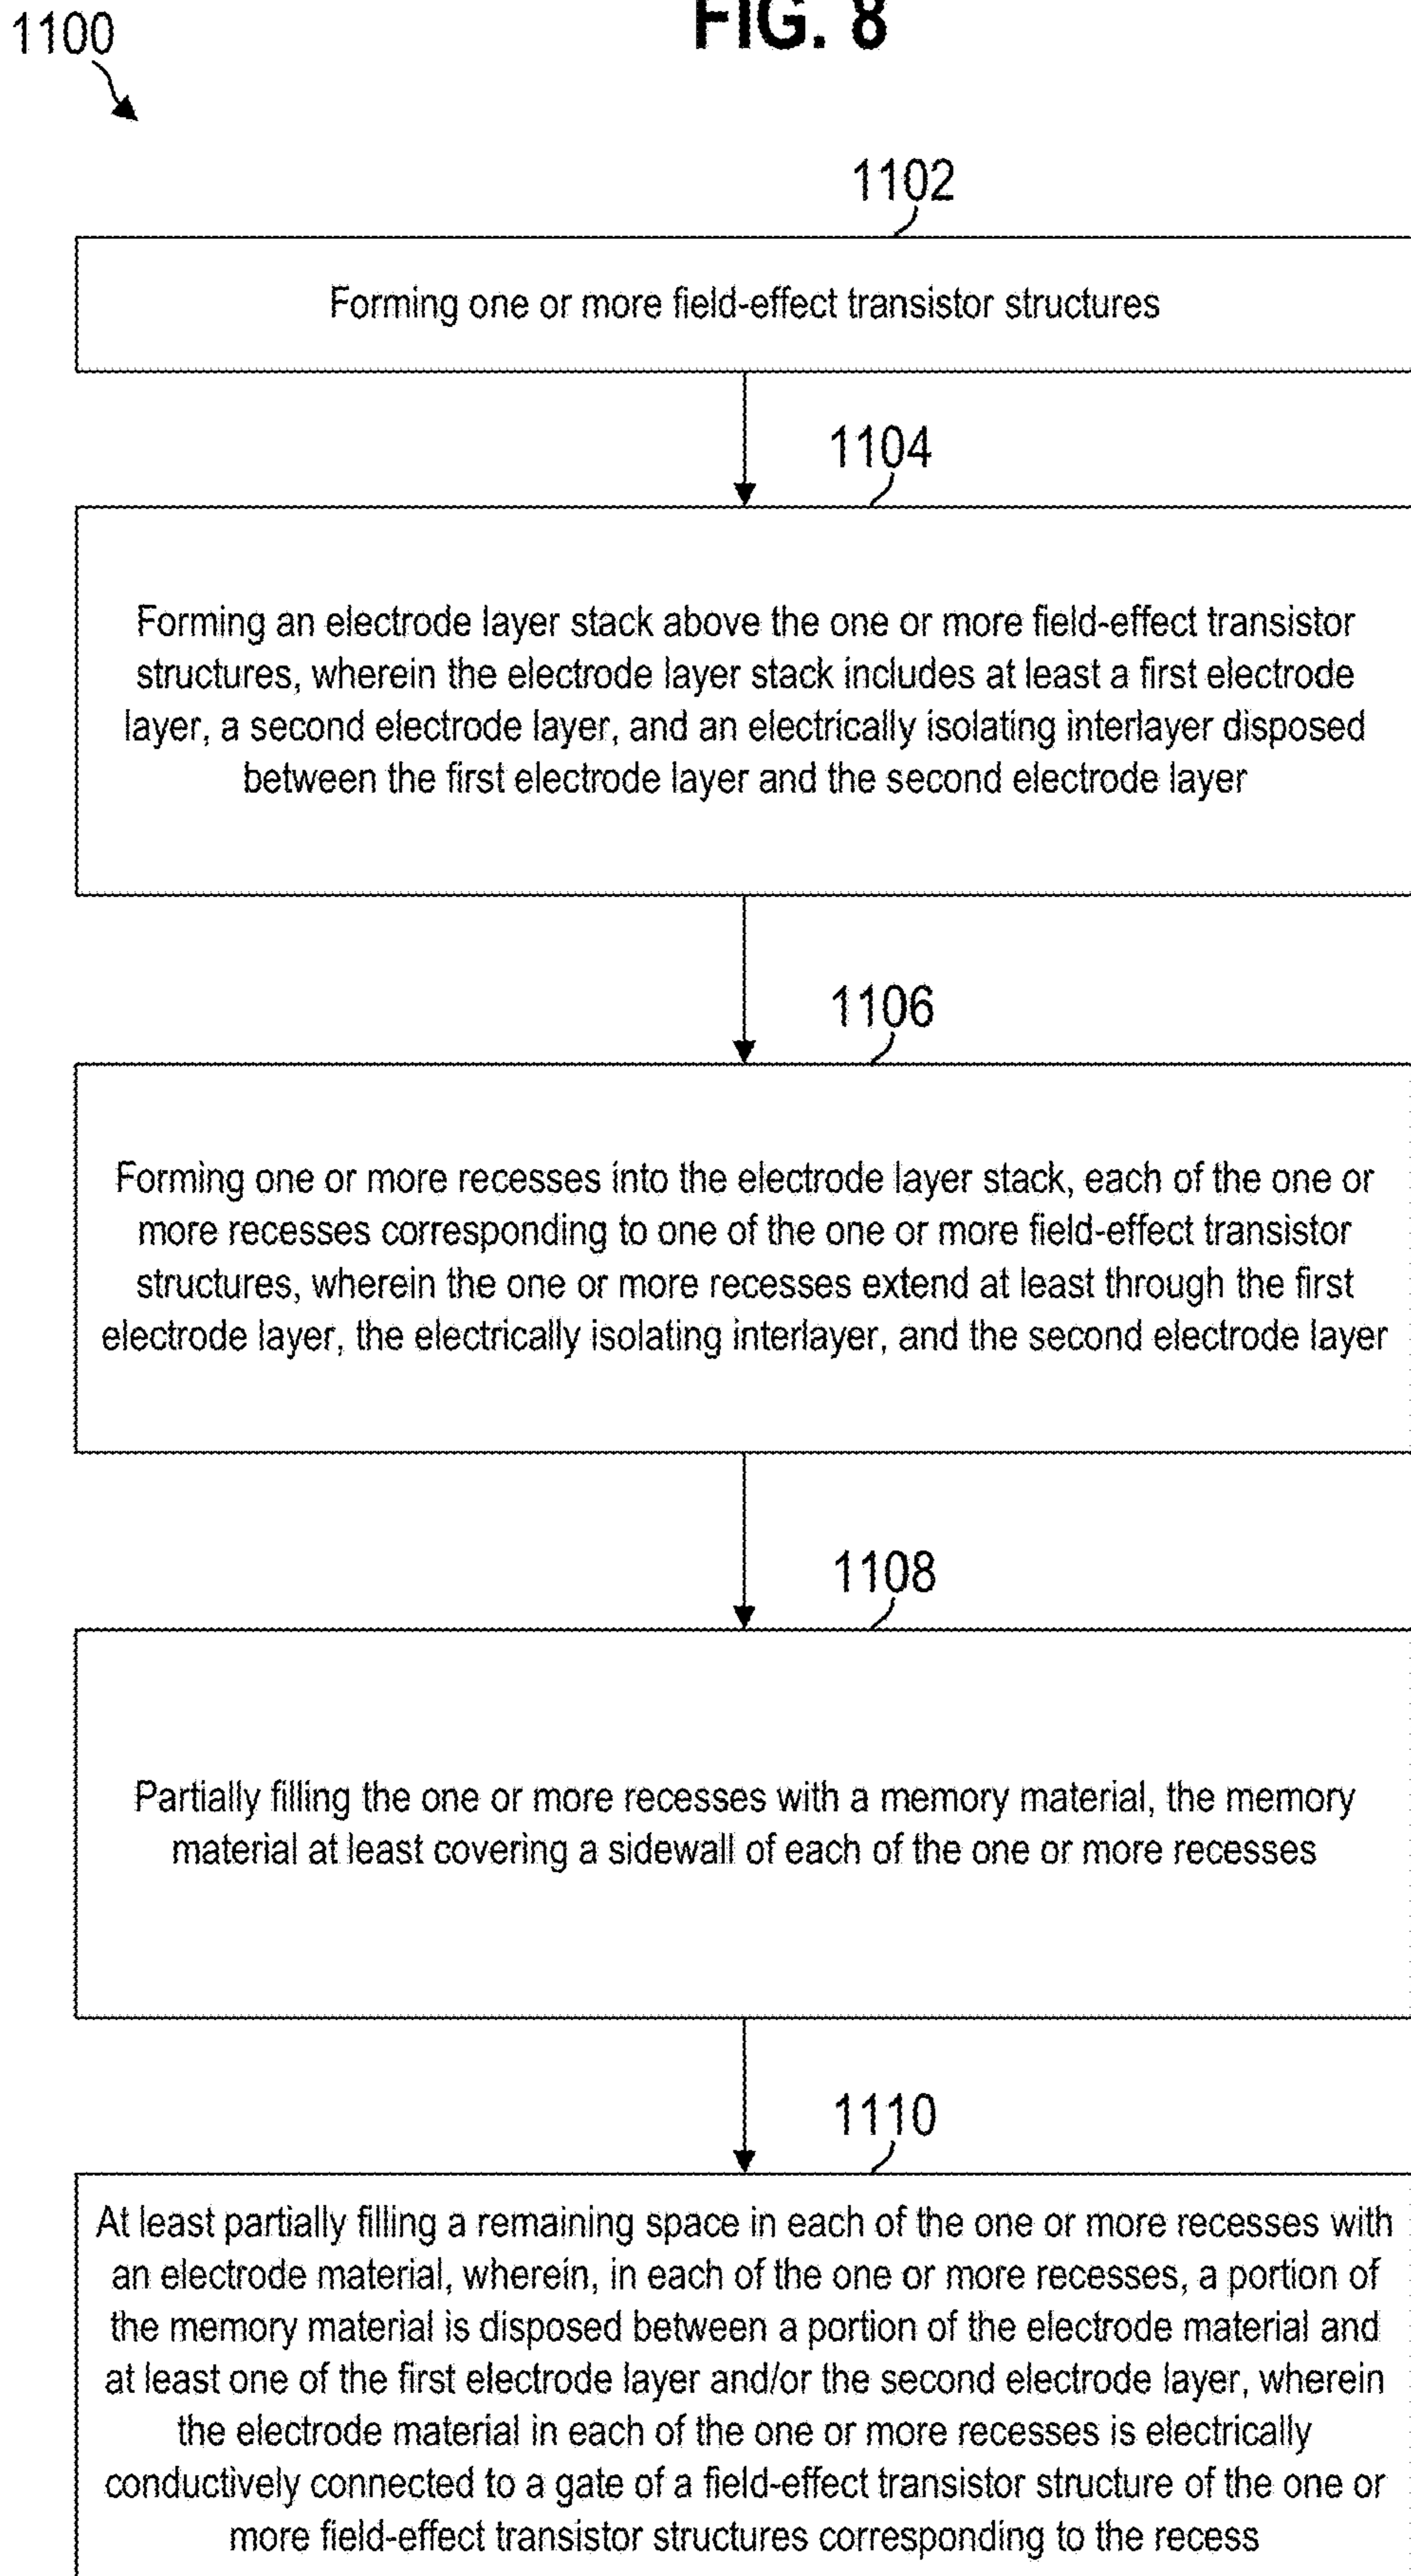 FIG. 8
1100
1102
Forming one or more field-effect transistor structures
1104
Forming an electrode layer stack above the one or more field-effect transistor
structures, wherein the electrode layer stack includes at least a first electrode
layer, a second electrode layer, and an electrically isolating interlayer disposed
between the first electrode layer and the second electrode layer
1106
Forming one or more recesses into the electrode layer stack, each of the one or
more recesses corresponding to one of the one or more field-effect transistor
structures, wherein the one or more recesses extend at least through the first
electrode layer, the electrically isolating interlayer, and the second electrode layer
1108
Partially filling the one or more recesses with a memory material, the memory
material at least covering a sidewall of each of the one or more recesses
1110
At least partially filling a remaining space in each of the one or more recesses with
an electrode material, wherein, in each of the one or more recesses, a portion of
the memory material is disposed between a portion of the electrode material and
at least one of the first electrode layer and/or the second electrode layer, wherein
the electrode material in each of the one or more recesses is electrically
conductively connected to a gate of a field-effect transistor structure of the one or
more field-effect transistor structures corresponding to the recess